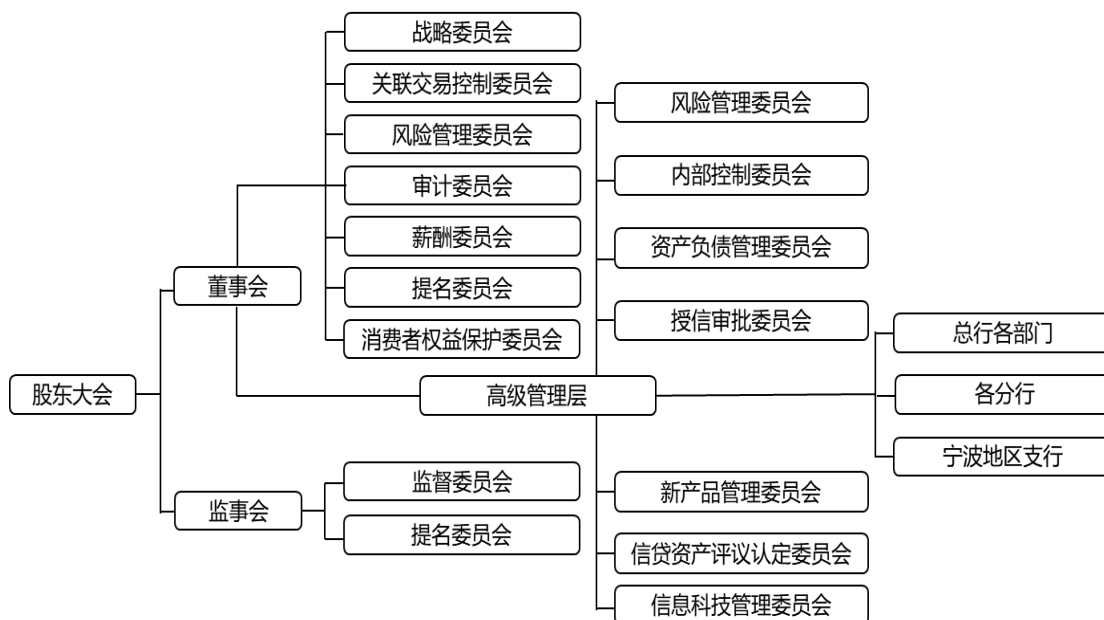 战略委员会
关联交易控制委员会
风险管理委员会
审计委员会
薪酬委员会
提名委员会
消费者权益保护委员会
董事会
股东大会
监事会
监督委员会
提名委员会
高级管理层
风险管理委员会
内部控制委员会
资产负债管理委员会
授信审批委员会
新产品管理委员会
信贷资产评议认定委员会
信息科技管理委员会
总行各部门
各分行
宁波地区支行